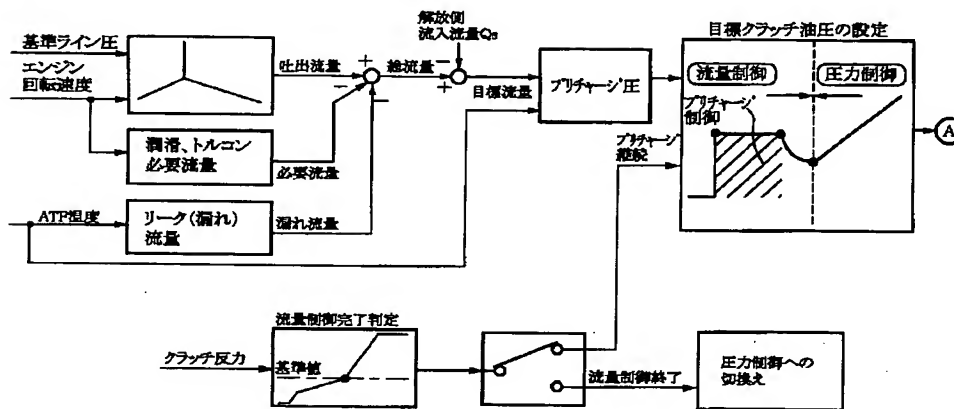 基準ライン圧
エンジン
回転速度
吐出流量
潤滑、トルコン
必要流量
必要流量
ATF温度
リーク(漏れ)
流量
漏れ流量
+
-
-
総流量
解放側
流入流量Qs
-
+
目標流量
プリチャージ圧
目標クラッチ油圧の設定
流量制御
圧力制御
プリチャージ
制御
プリチャージ
継続
A
流量制御完了判定
クラッチ反力
基準値
流量制御終了
圧力制御への
切換え